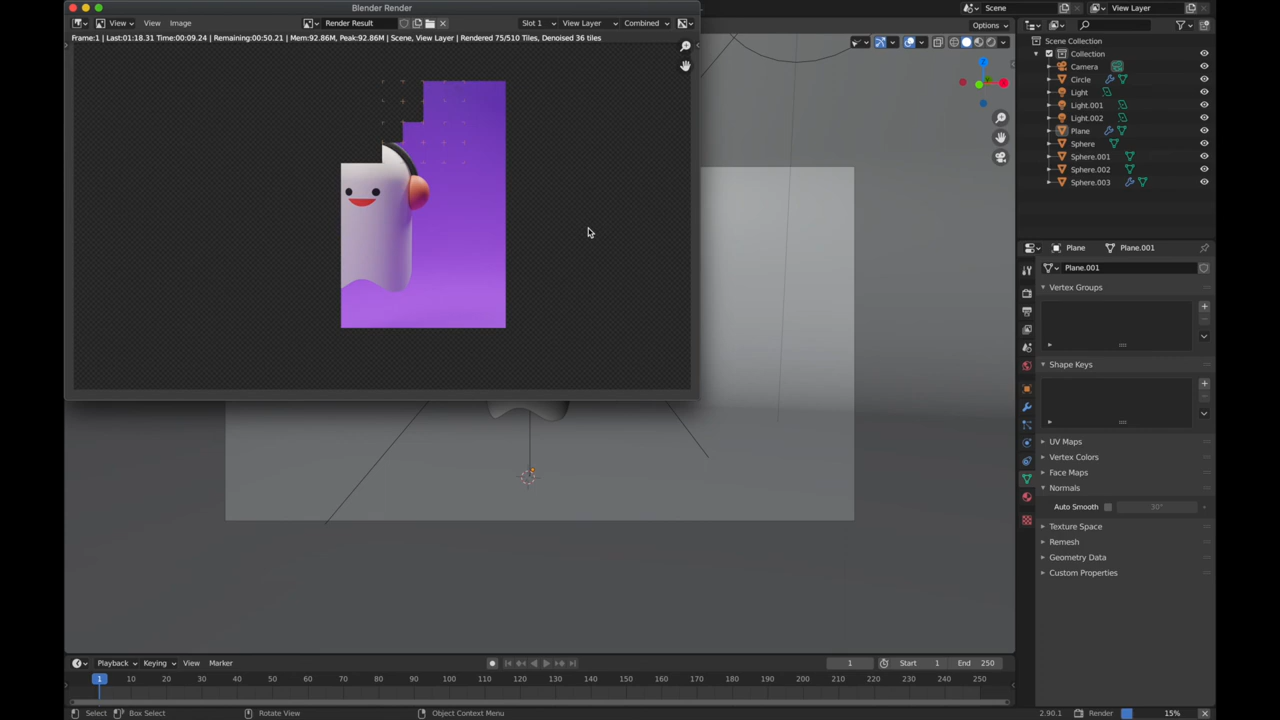 Blender Render
View View Image Render Result Slot 1 View Layer Combined
Frame:1 | Last:01:18.31 Time:00:09.24 | Remaining:00:50.21 | Mem:92.86M, Peak:92.86M | Scene, View Layer | Rendered 75/510 Tiles, Denoised 36 tiles
Scene View Layer
Options
Scene Collection
Collection
Camera
Circle
Light
Light.001
Light.002
Plane
Sphere
Sphere.001
Sphere.002
Sphere.003
Plane Plane.001
Plane.001
Vertex Groups
Shape Keys
UV Maps
Vertex Colors
Face Maps
Normals
Auto Smooth 30°
Texture Space
Remesh
Geometry Data
Custom Properties
Playback Keying View Marker 1 Start 1 End 250
1 10 20 30 40 50 60 70 80 90 100 110 120 130 140 150 160 170 180 190 200 210 220 230 240 250
Select Box Select Rotate View Object Context Menu 2.90.1 Render 15%